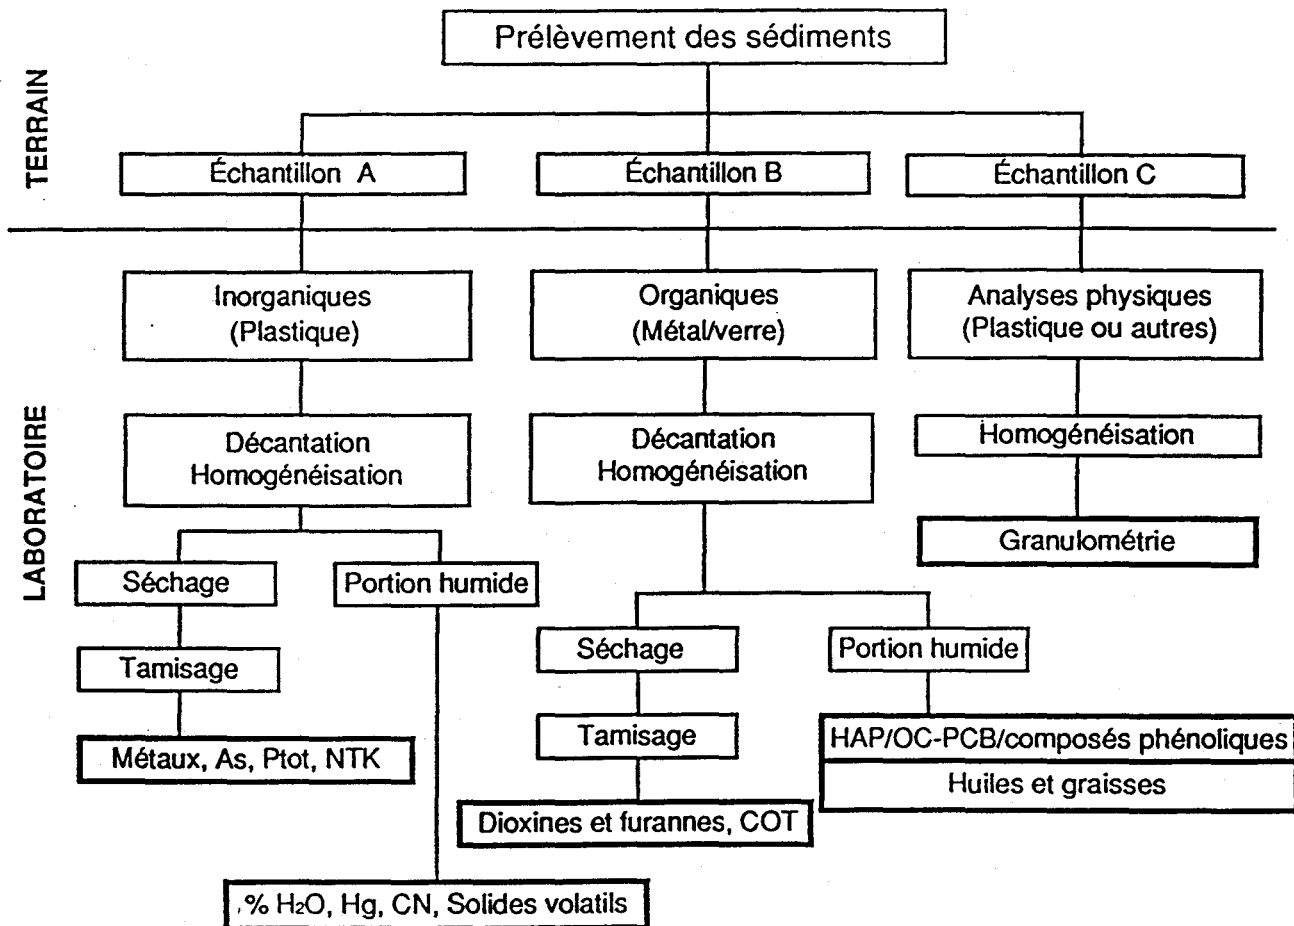 Prélèvement des sédiments
TERRAIN
Échantillon A
Échantillon B
Échantillon C
LABORATOIRE
Inorganiques
(Plastique)
Organiques
(Métal/verre)
Analyses physiques
(Plastique ou autres)
Décantation
Homogénéisation
Décantation
Homogénéisation
Homogénéisation
Granulométrie
Séchage
Portion humide
Séchage
Portion humide
Tamisage
Tamisage
Métaux, As, Ptot, NTK
HAP/OC-PCB/composés phénoliques
Huiles et graisses
Dioxines et furannes, COT
% H₂O, Hg, CN, Solides volatils